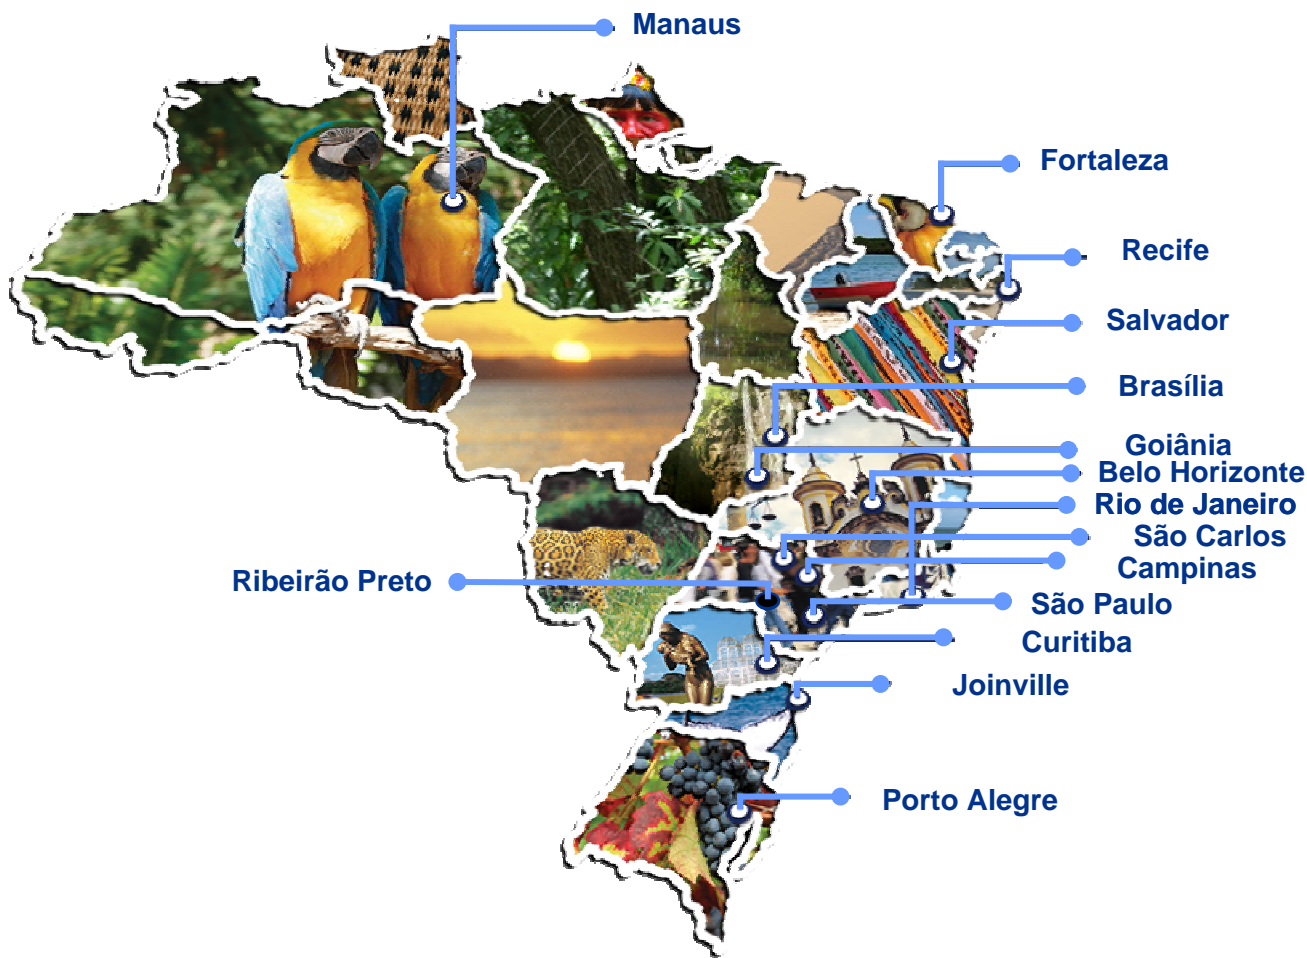 Manaus
Fortaleza
Recife
Salvador
Brasília
Goiânia
Belo Horizonte
Rio de Janeiro
São Carlos
Campinas
Ribeirão Preto
São Paulo
Curitiba
Joinville
Porto Alegre